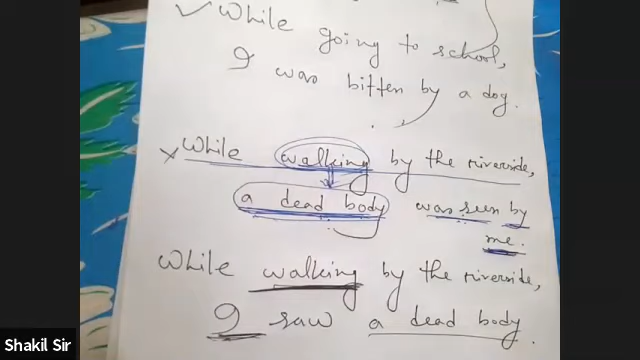 ✓ While going to school,
I was bitten by a dog.
× While walking by the riverside,
a dead body was seen by
me.
While walking by the riverside,
I saw a dead body.
Shakil Sir